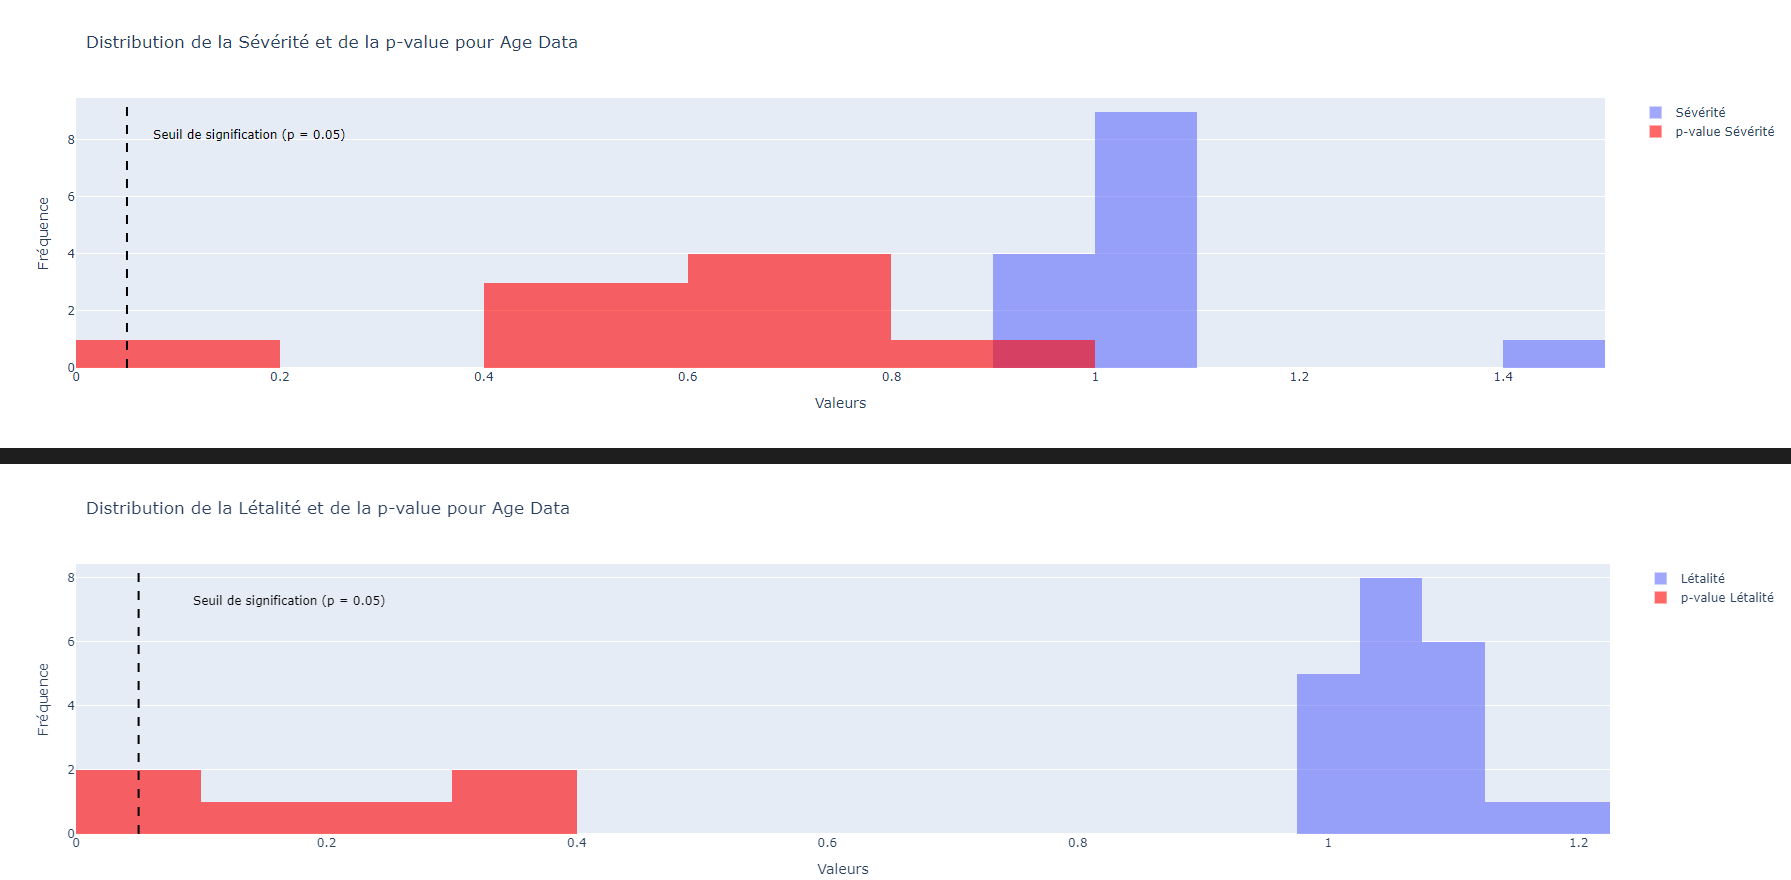 Distribution de la Sévérité et de la p-value pour Age Data
Seuil de signification (p = 0.05)
Sévérité
p-value Sévérité
8
6
4
2
0
Fréquence
0 0.2 0.4 0.6 0.8 1 1.2 1.4
Valeurs
Distribution de la Létalité et de la p-value pour Age Data
Seuil de signification (p = 0.05)
Létalité
p-value Létalité
8
6
4
2
0
Fréquence
0 0.2 0.4 0.6 0.8 1 1.2
Valeurs